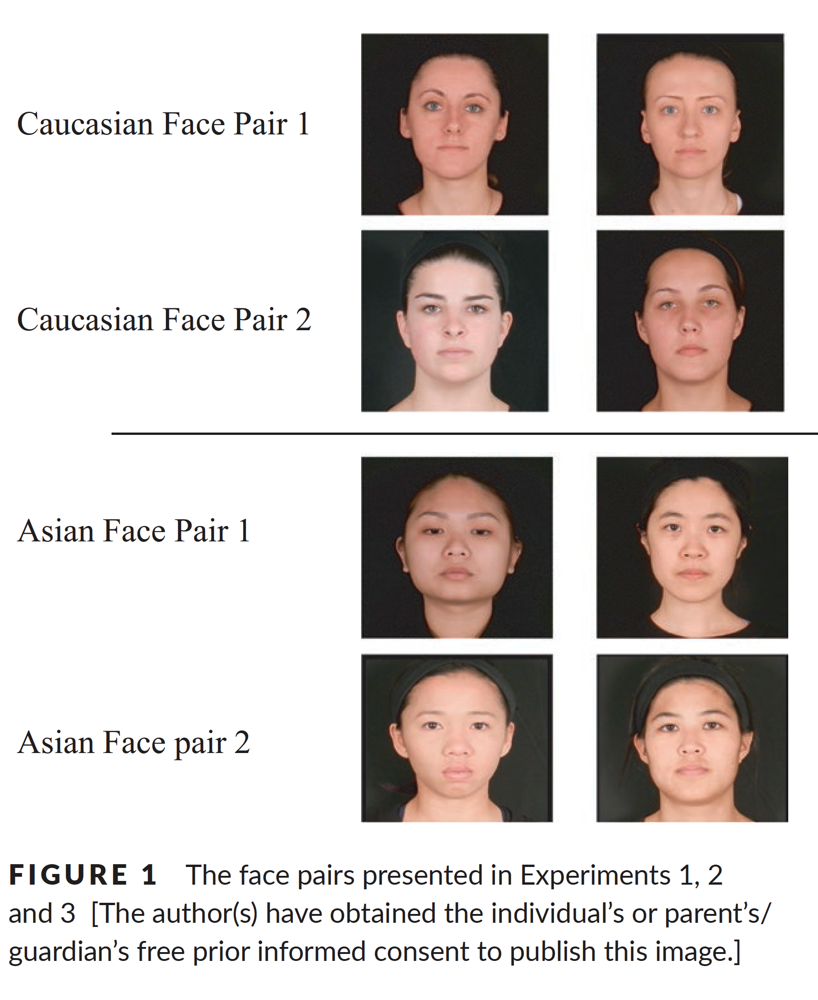 Caucasian Face Pair 1
Caucasian Face Pair 2
Asian Face Pair 1
Asian Face pair 2
FIGURE 1 The face pairs presented in Experiments 1, 2
and 3 [The author(s) have obtained the individual’s or parent’s/
guardian’s free prior informed consent to publish this image.]